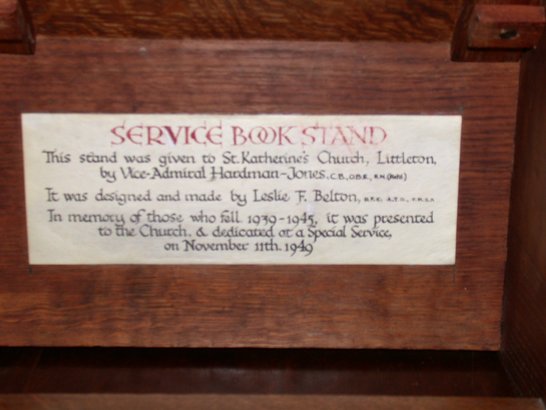 SERVICE BOOK STAND
This stand was given to St. Katherine's Church, Littleton,
by Vice-Admiral Hardman-Jones, C.B., O.B.E., R.N. (Retd)
It was designed and made by Leslie F. Belton,
In memory of those who fell 1939-1945, it was presented
to the Church, & dedicated at a Special Service,
on November 11th. 1949